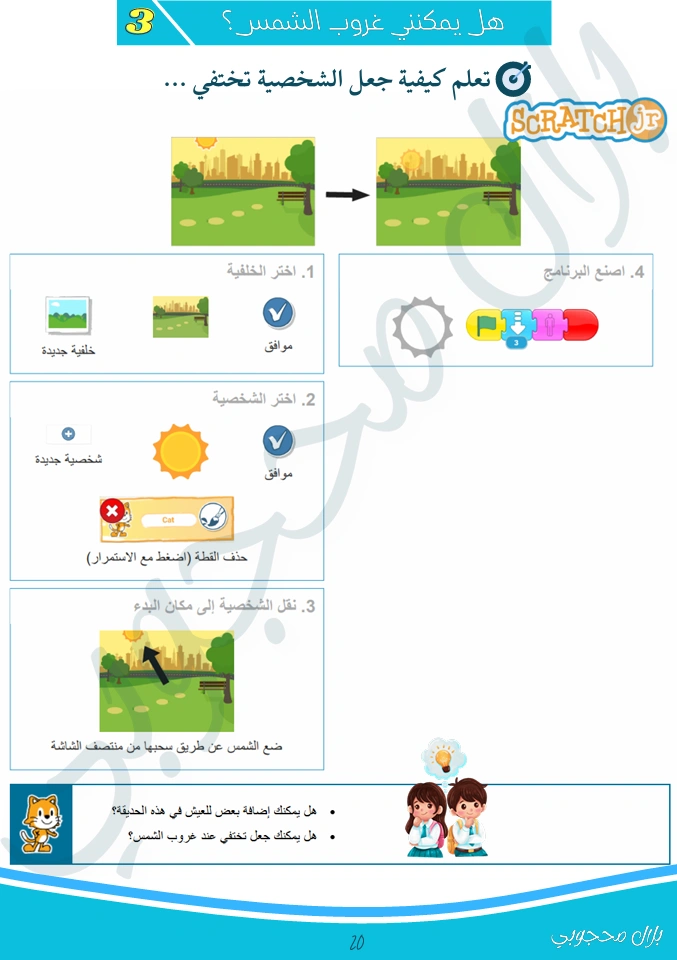 هل يمكنني غروب الشمس؟
3
تعلم كيفية جعل الشخصية تختفي ...
SCRATCH jr
1. اختر الخلفية
خلفية جديدة
موافق
2. اختر الشخصية
شخصية جديدة
موافق
Cat
حذف القطة (اضغط مع الاستمرار)
3. نقل الشخصية إلى مكان البدء
ضع الشمس عن طريق سحبها من منتصف الشاشة
4. اصنع البرنامج
3
• هل يمكنك إضافة بعض للعيش في هذه الحديقة؟
• هل يمكنك جعل تختفي عند غروب الشمس؟
20
بلال محجوبي
بلال محجوبي